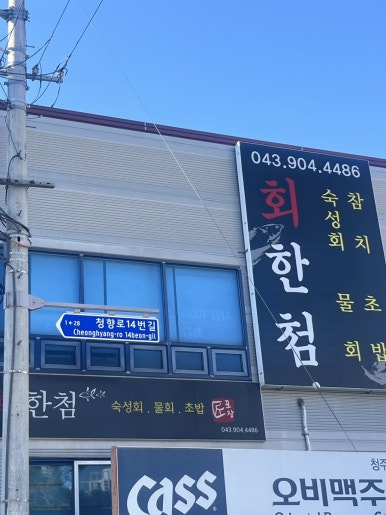 043.904.4486
회한첨
숙성회
참치
물회
초밥
1→28
청향로14번길
Cheonghyang-ro 14beon-gil
한첨
숙성회 . 물회 . 초밥
043.904.4486
Cass
청주
오비맥주